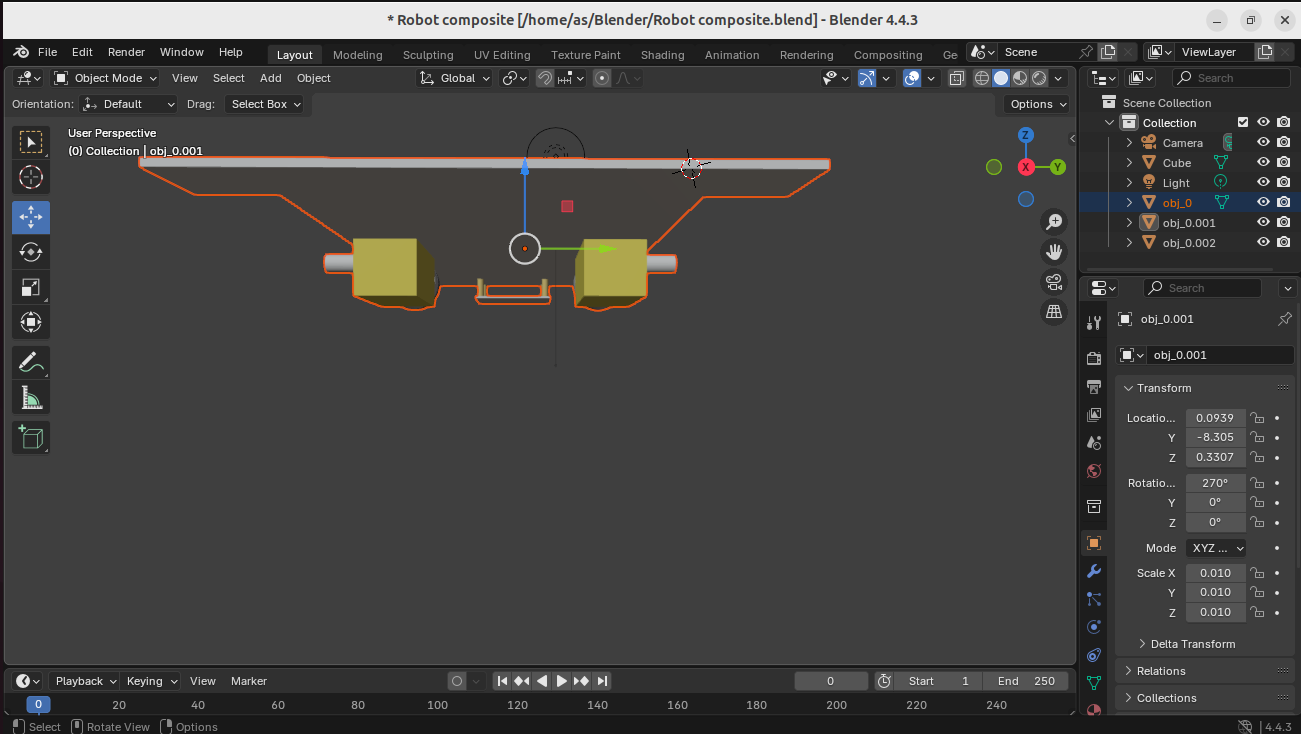 * Robot composite [/home/as/Blender/Robot composite.blend] - Blender 4.4.3
File Edit Render Window Help Layout Modeling Sculpting UV Editing Texture Paint Shading Animation Rendering Compositing Ge Scene ViewLayer
Object Mode View Select Add Object Global Search
Orientation: Default Drag: Select Box Options
User Perspective
(0) Collection | obj_0.001
Z
X
Y
Scene Collection
Collection
Camera
Cube
Light
obj_0
obj_0.001
obj_0.002
Search
obj_0.001
obj_0.001
Transform
Locatio... 0.0939
Y -8.305
Z 0.3307
Rotatio... 270°
Y 0°
Z 0°
Mode XYZ ...
Scale X 0.010
Y 0.010
Z 0.010
Delta Transform
Relations
Collections
Playback Keying View Marker 0 Start 1 End 250
0 20 40 60 80 100 120 140 160 180 200 220 240
Select Rotate View Options 4.4.3